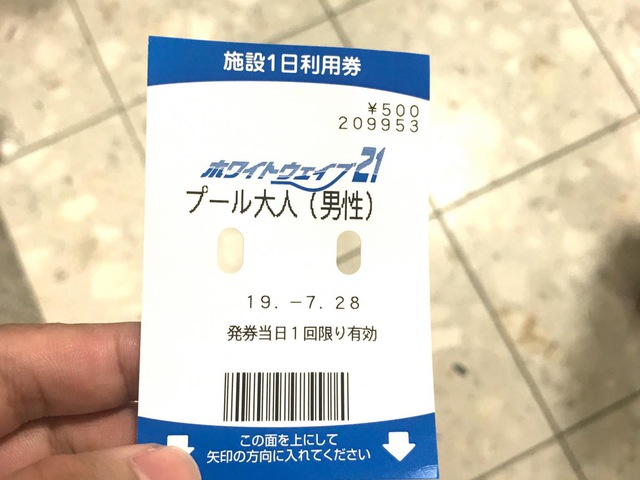 施設1日利用券
¥500
209953
ホワイトウェイブ21
プール大人(男性)
19.-7.28
発券当日1回限り有効
この面を上にして
矢印の方向に入れてください